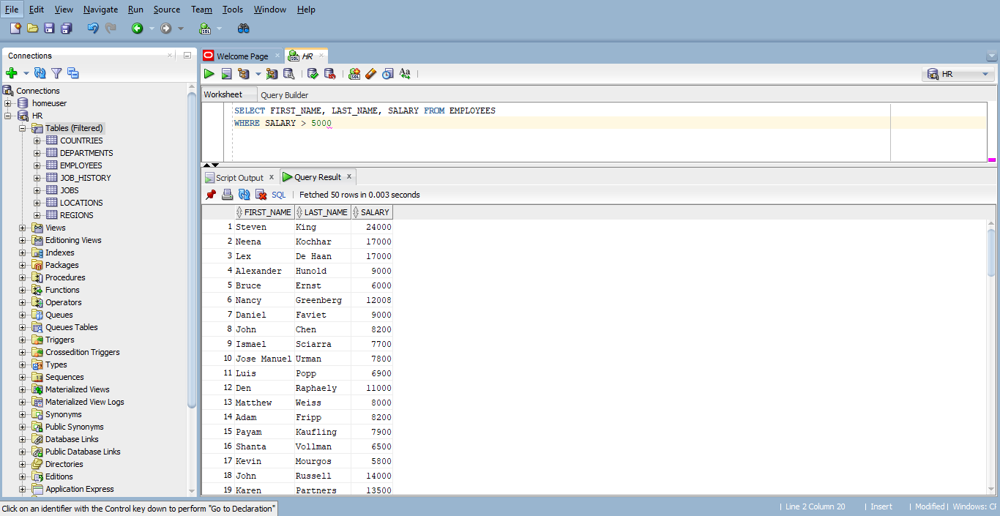 File Edit View Navigate Run Source Team Tools Window Help
Connections
Connections
homeuser
HR
Tables (Filtered)
COUNTRIES
DEPARTMENTS
EMPLOYEES
JOB_HISTORY
JOBS
LOCATIONS
REGIONS
Views
Editioning Views
Indexes
Packages
Procedures
Functions
Operators
Queues
Queues Tables
Triggers
Crossedition Triggers
Types
Sequences
Materialized Views
Materialized View Logs
Synonyms
Public Synonyms
Database Links
Public Database Links
Directories
Editions
Application Express
Welcome Page HR
HR
Worksheet Query Builder
SELECT FIRST_NAME, LAST_NAME, SALARY FROM EMPLOYEES
WHERE SALARY > 5000
Script Output x Query Result x
SQL | Fetched 50 rows in 0.003 seconds
FIRST_NAME LAST_NAME SALARY
1 Steven King 24000
2 Neena Kochhar 17000
3 Lex De Haan 17000
4 Alexander Hunold 9000
5 Bruce Ernst 6000
6 Nancy Greenberg 12008
7 Daniel Faviet 9000
8 John Chen 8200
9 Ismael Sciarra 7700
10 Jose Manuel Urman 7800
11 Luis Popp 6900
12 Den Raphaely 11000
13 Matthew Weiss 8000
14 Adam Fripp 8200
15 Payam Kaufling 7900
16 Shanta Vollman 6500
17 Kevin Mourgos 5800
18 John Russell 14000
19 Karen Partners 13500
Click on an identifier with the Control key down to perform "Go to Declaration"
| Line 2 Column 20 | Insert | Modified | Windows: